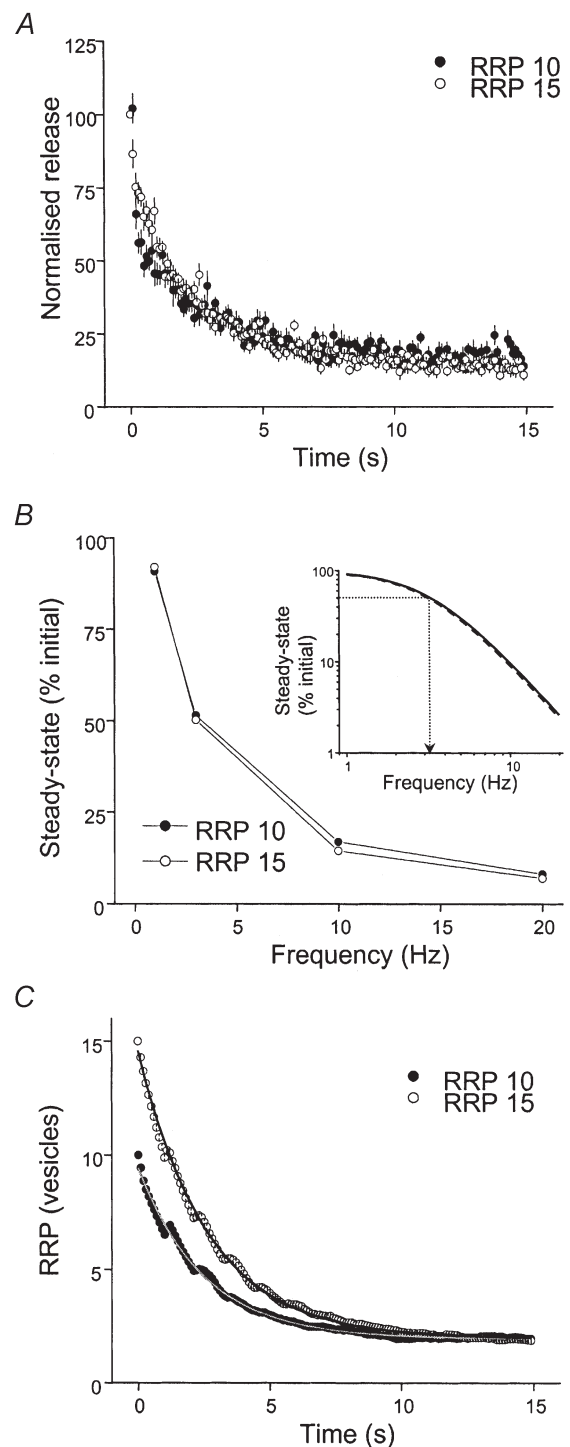 A
125
100
75
50
25
0
Normalised release
RRP 10
RRP 15
0 5 10 15
Time (s)
B
100
75
50
25
0
Steady-state (% initial)
RRP 10
RRP 15
100
10
1
Steady-state
(% initial)
1 10
Frequency (Hz)
0 5 10 15 20
Frequency (Hz)
C
15
10
5
0
RRP (vesicles)
RRP 10
RRP 15
0 5 10 15
Time (s)